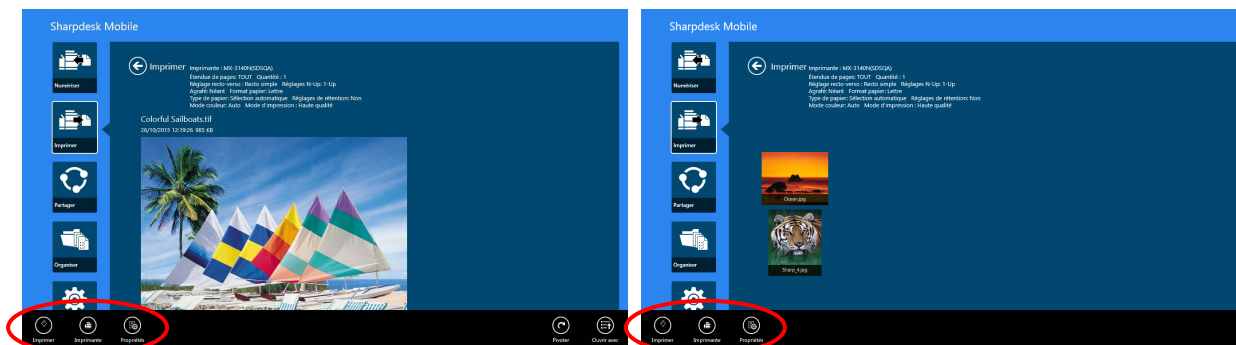 Sharpdesk Mobile
Numériser
Imprimer
Partager
Organiser
Imprimer Imprimante : MX-3140N(SDSQA)
Étendue de pages: TOUT Quantité : 1
Réglage recto-verso : Recto simple Réglages N-Up: 1-Up
Agrafé: Néant Format papier: Lettre
Type de papier: Sélection automatique Réglages de rétention: Non
Mode couleur: Auto Mode d'impression : Haute qualité
Colorful Sailboats.tif
26/10/2015 12:19:26 985 KB
Imprimer Imprimante Propriétés Pivoter Ouvrir avec
Sharpdesk Mobile
Numériser
Imprimer
Partager
Organiser
Imprimer Imprimante : MX-3140N(SDSQA)
Étendue de pages: TOUT Quantité : 1
Réglage recto-verso : Recto simple Réglages N-Up: 1-Up
Agrafé: Néant Format papier: Lettre
Type de papier: Sélection automatique Réglages de rétention: Non
Mode couleur: Auto Mode d'impression : Haute qualité
Ocean.jpg
Sharp_4.jpg
Imprimer Imprimante Propriétés